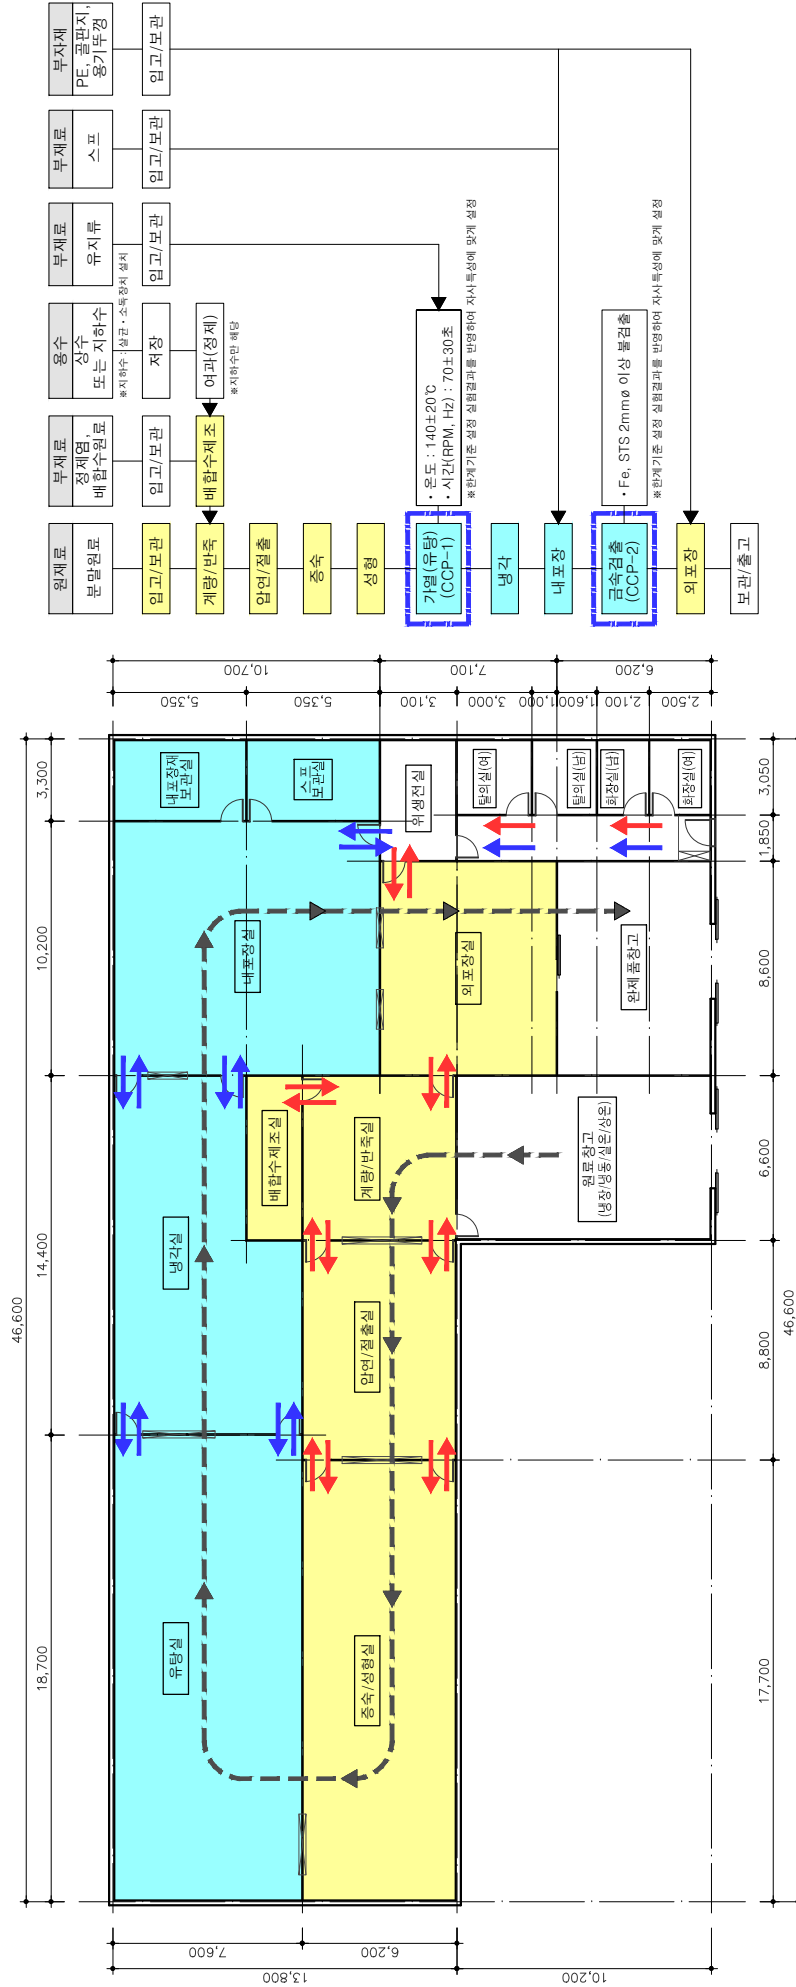 원재료
분말원료
입고/보관
계량/반죽
압연/절출
증숙
성형
가열(유탕)
(CCP-1)
냉각
내포장
금속검출
(CCP-2)
외포장
보관/출고
부재료
정제염,
배합수원료
입고/보관
배합수제조
용수
상수
또는 지하수
※지하수 : 살균·소독장치 설치
저장
여과(정제)
※지하수만 해당
부재료
유지류
입고/보관
부재료
스프
입고/보관
부자재
PE, 골판지,
용기뚜껑
입고/보관
· 온도 : 140±20℃
· 시간(RPM, Hz) : 70±30초
※한계기준 설정 실험결과를 반영하여 자사특성에 맞게 설정
· Fe, STS 2mmø 이상 불검출
※한계기준 설정 실험결과를 반영하여 자사특성에 맞게 설정
46,600
18,700
14,400
10,200
3,300
13,800
7,600
6,200
10,200
10,700
5,350
5,350
7,100
3,100
3,000
1,000
1,600
6,200
2,100
2,500
유탕실
냉각실
내포장실
내포장재
보관실
스프
보관실
배합수제조실
위생전실
증숙/성형실
압연/절출실
계량/반죽실
외포장실
탈의실(여)
탈의실(남)
화장실(남)
화장실(여)
원료창고
(냉장/냉동/실온/상온)
완제품창고
17,700
8,800
6,600
8,600
1,850
3,050
46,600